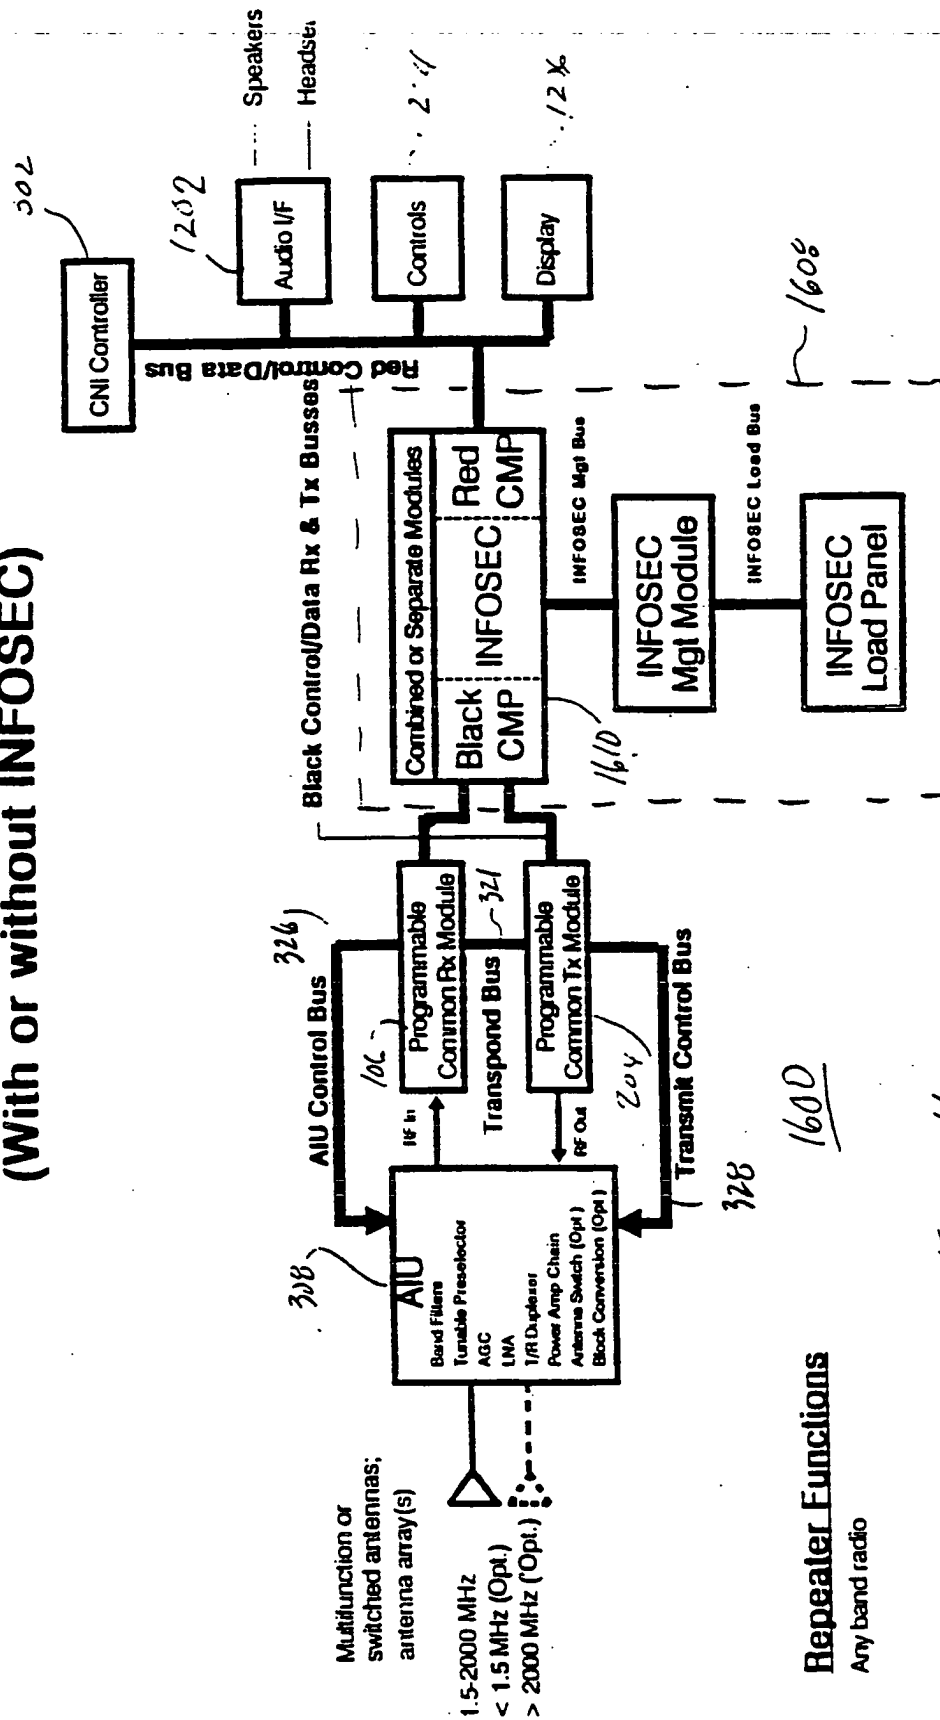 (With or without INFOSEC)
302
CNI Controller
Red Control/Data Bus
1202
Audio I/F
Speakers
Controls
Display
Black Control/Data Rx & Tx Busses
1608
Combined or Separate Modules
Black
CMP
INFOSEC
Red
CMP
1610
INFOSEC Mgt Bus
INFOSEC
Mgt Module
INFOSEC Load Bus
INFOSEC
Load Panel
326
AIU Control Bus
106
Programmable
Common Rx Module
RF In
Transpond Bus
321
Programmable
Common Tx Module
RF Out
204
Transmit Control Bus
328
308
AIU
Band Filters
Tunable Preselector
AGC
LNA
T/R Duplexer
Power Amp Chain
Antenna Switch (Opt)
Block Conversion (Opt)
Multifunction or
switched antennas;
antenna array(s)
1.5-2000 MHz
< 1.5 MHz (Opt.)
> 2000 MHz (Opt.)
1600
Repeater Functions
Any band radio